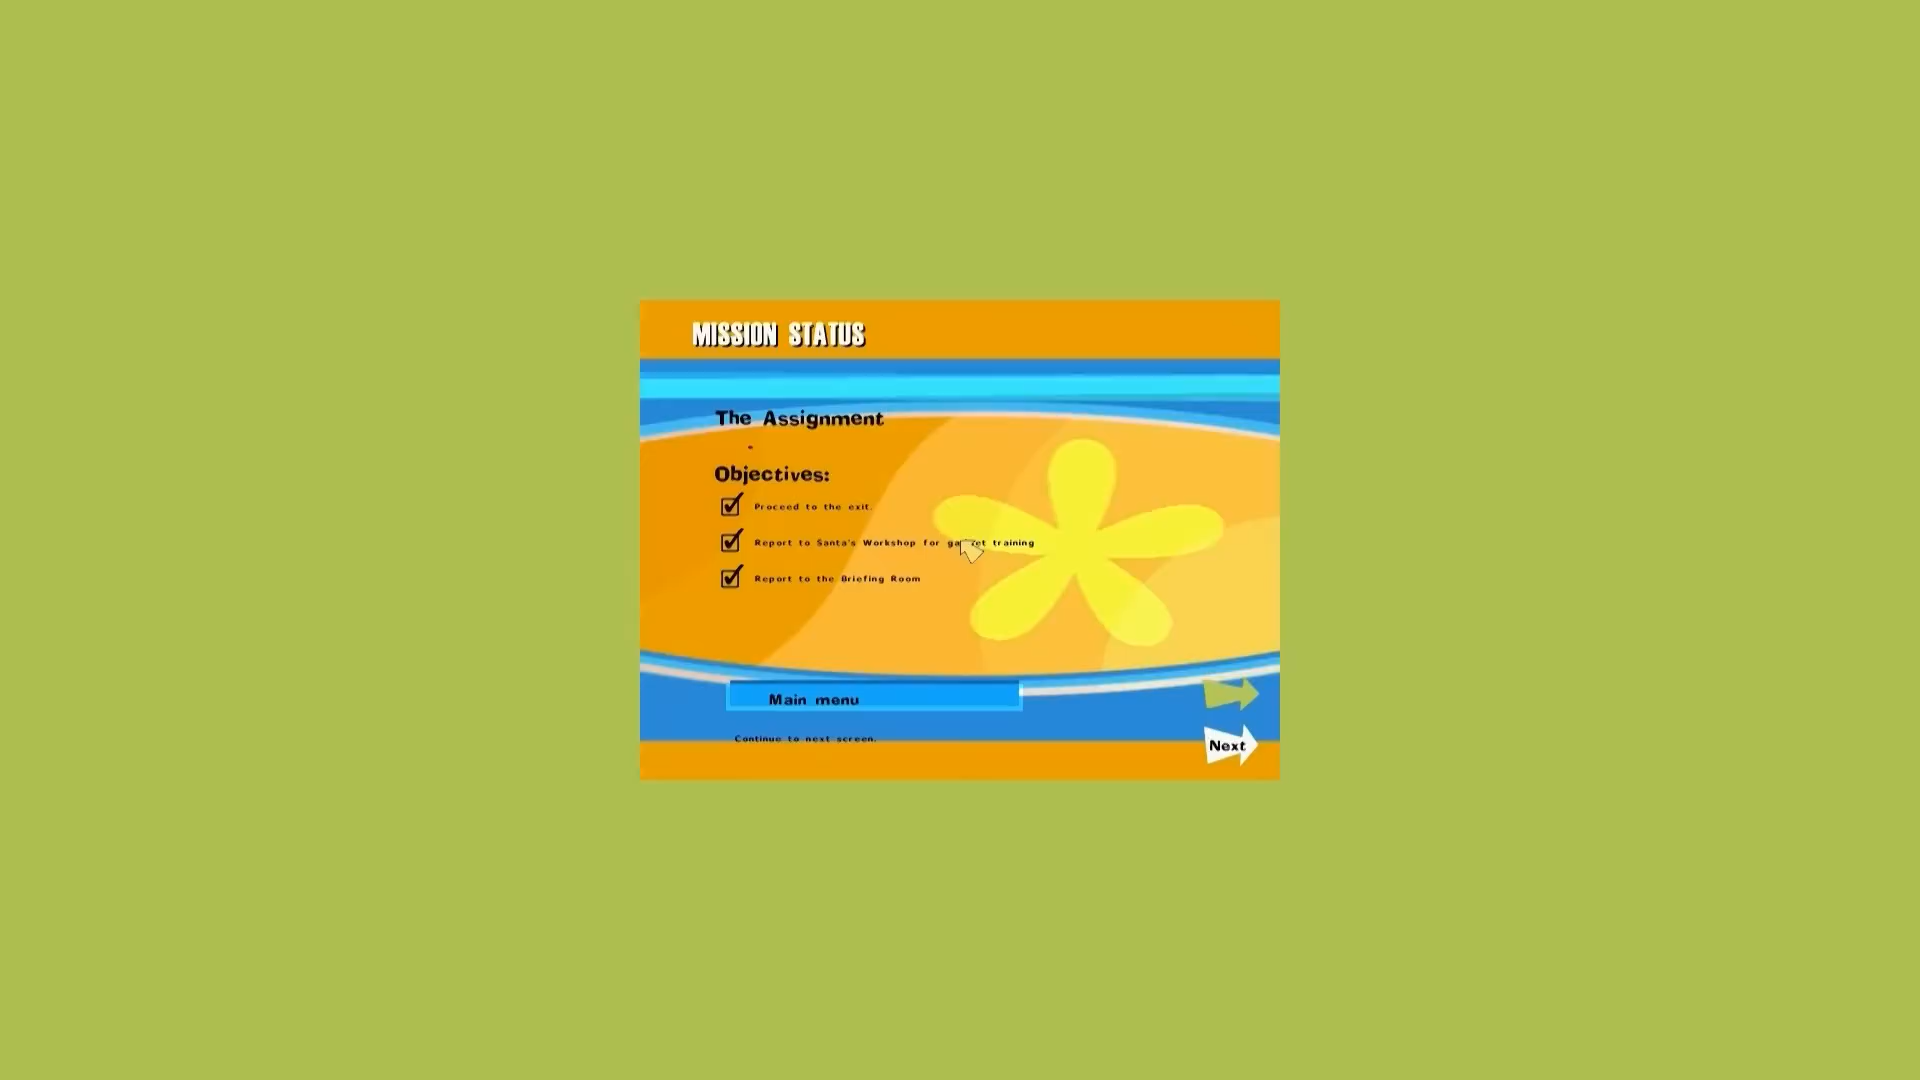 MISSION STATUS
The Assignment
-
Objectives:
Proceed to the exit.
Report to Santa's Workshop for gadget training
Report to the Briefing Room
Main menu
Continue to next screen.
Next